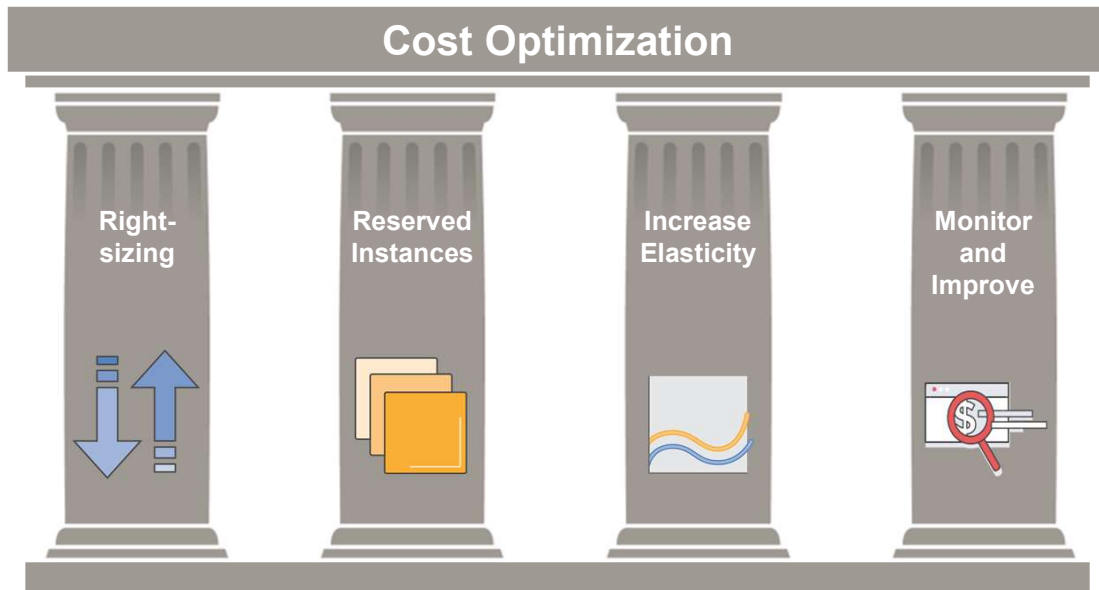 Cost Optimization
Right-
sizing
Reserved
Instances
Increase
Elasticity
Monitor
and
Improve
$